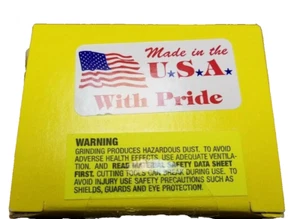 Made in the
U.S.A.
With Pride
WARNING
GRINDING PRODUCES HAZARDOUS DUST. TO AVOID
ADVERSE HEALTH EFFECTS, USE ADEQUATE VENTILA-
TION. AND READ MATERIAL SAFETY DATA SHEET
FIRST. CUTTING TOOLS CAN BREAK DURING USE. TO
AVOID INJURY USE SAFETY PRECAUTIONS SUCH AS
SHIELDS, GUARDS AND EYE PROTECTION.